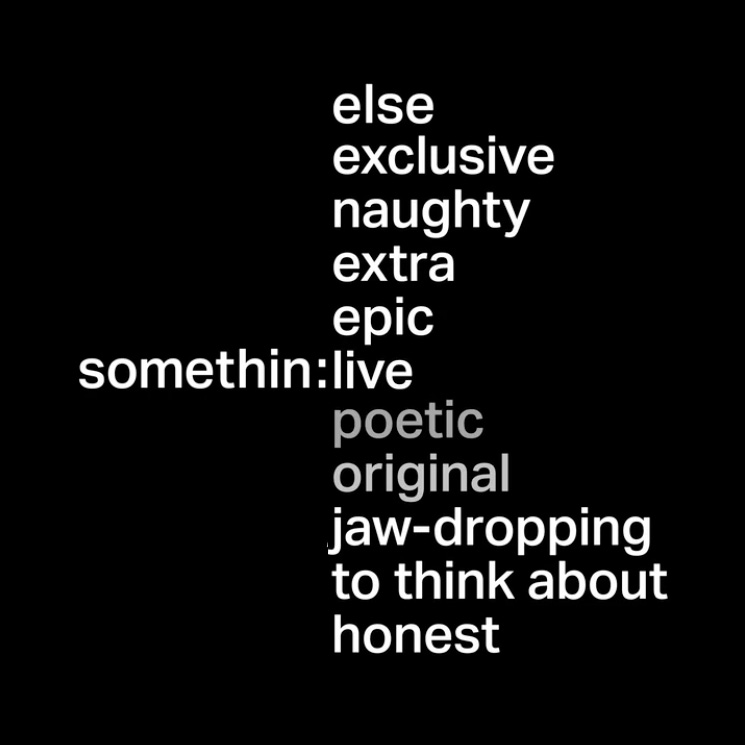 else
exclusive
naughty
extra
epic
somethin:live
poetic
original
jaw-dropping
to think about
honest